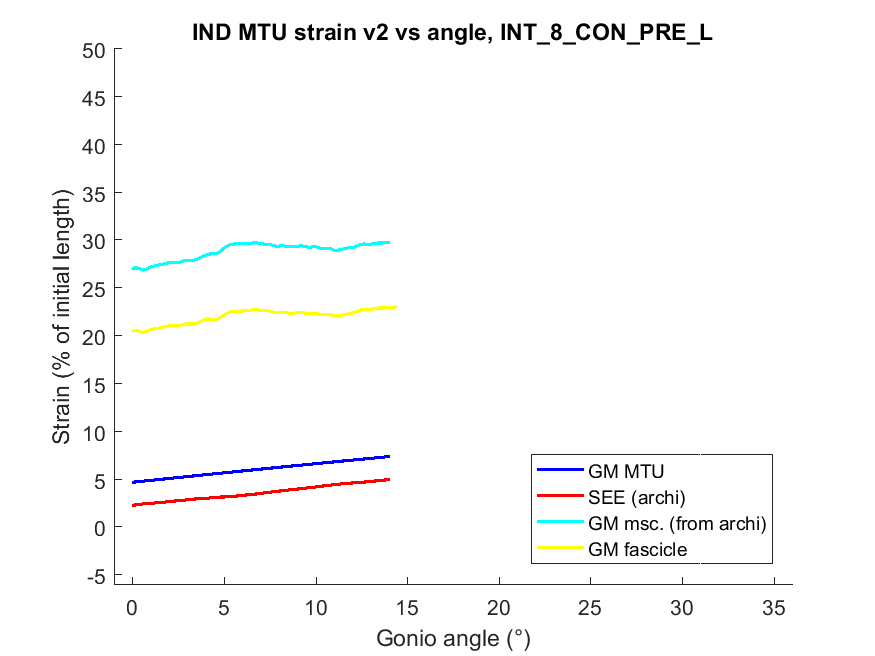 IND MTU strain v2 vs angle, INT_8_CON_PRE_L
50
45
40
35
30
25
20
15
10
5
0
-5
Strain (% of initial length)
0 5 10 15 20 25 30 35
Gonio angle (°)
GM MTU
SEE (archi)
GM msc. (from archi)
GM fascicle